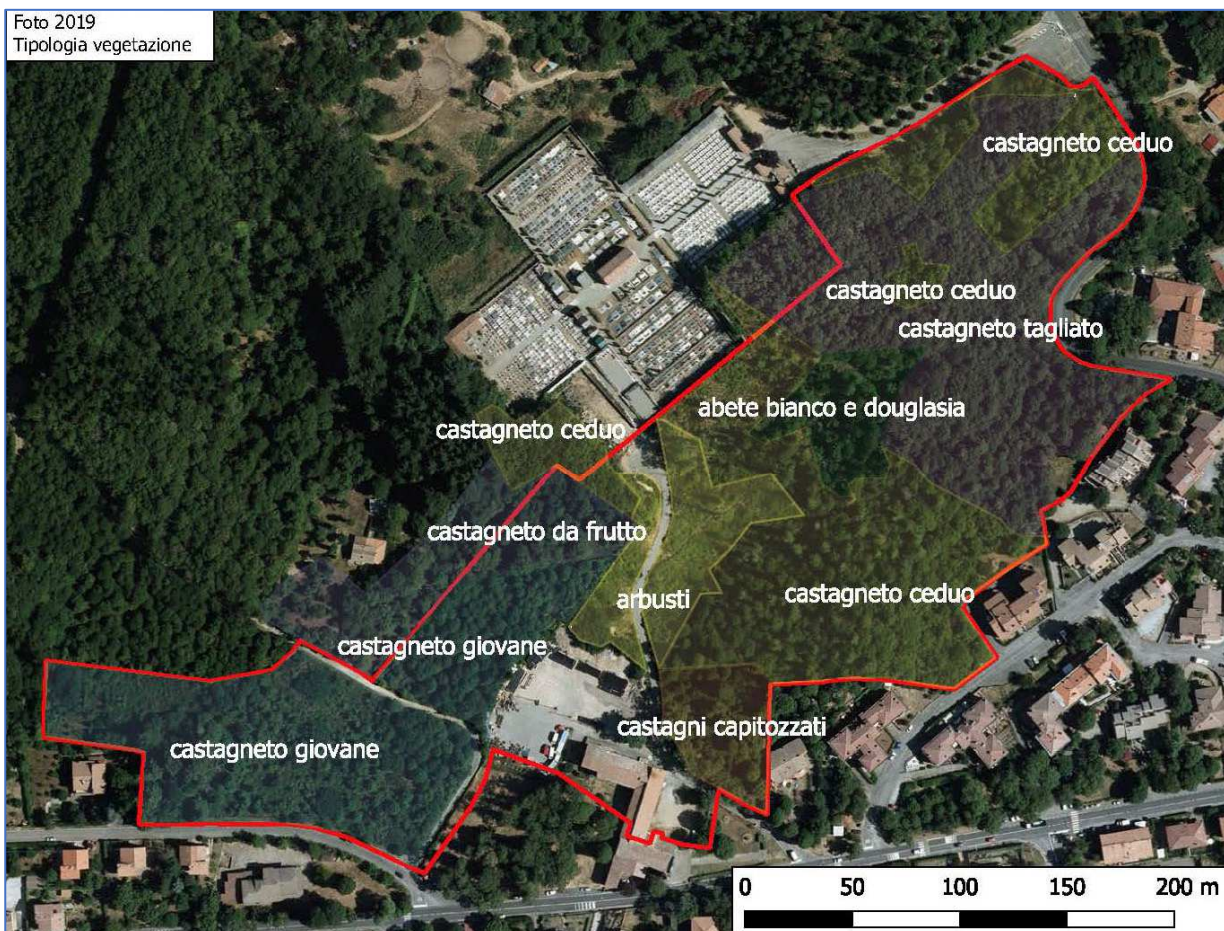 Foto 2019
Tipologia vegetazione
castagneto ceduo
castagneto ceduo
castagneto tagliato
abete bianco e douglasia
castagneto ceduo
castagneto da frutto
arbusti
castagneto ceduo
castagneto giovane
castagni capitozzati
castagneto giovane
0 50 100 150 200 m